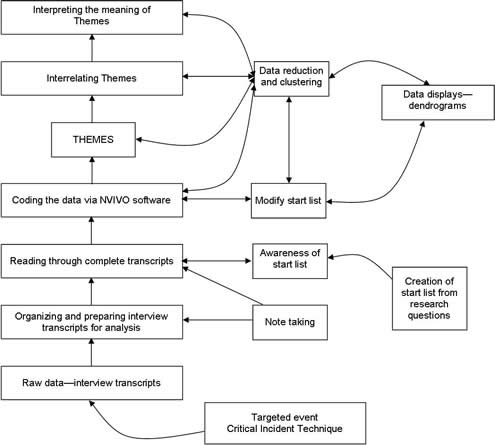 Interpreting the meaning of
Themes
Interrelating Themes
Data reduction
and clustering
Data displays—
dendrograms
THEMES
Coding the data via NVIVO software
Modify start list
Reading through complete transcripts
Awareness of
start list
Creation of
start list from
research
questions
Organizing and preparing interview
transcripts for analysis
Note taking
Raw data—interview transcripts
Targeted event
Critical Incident Technique